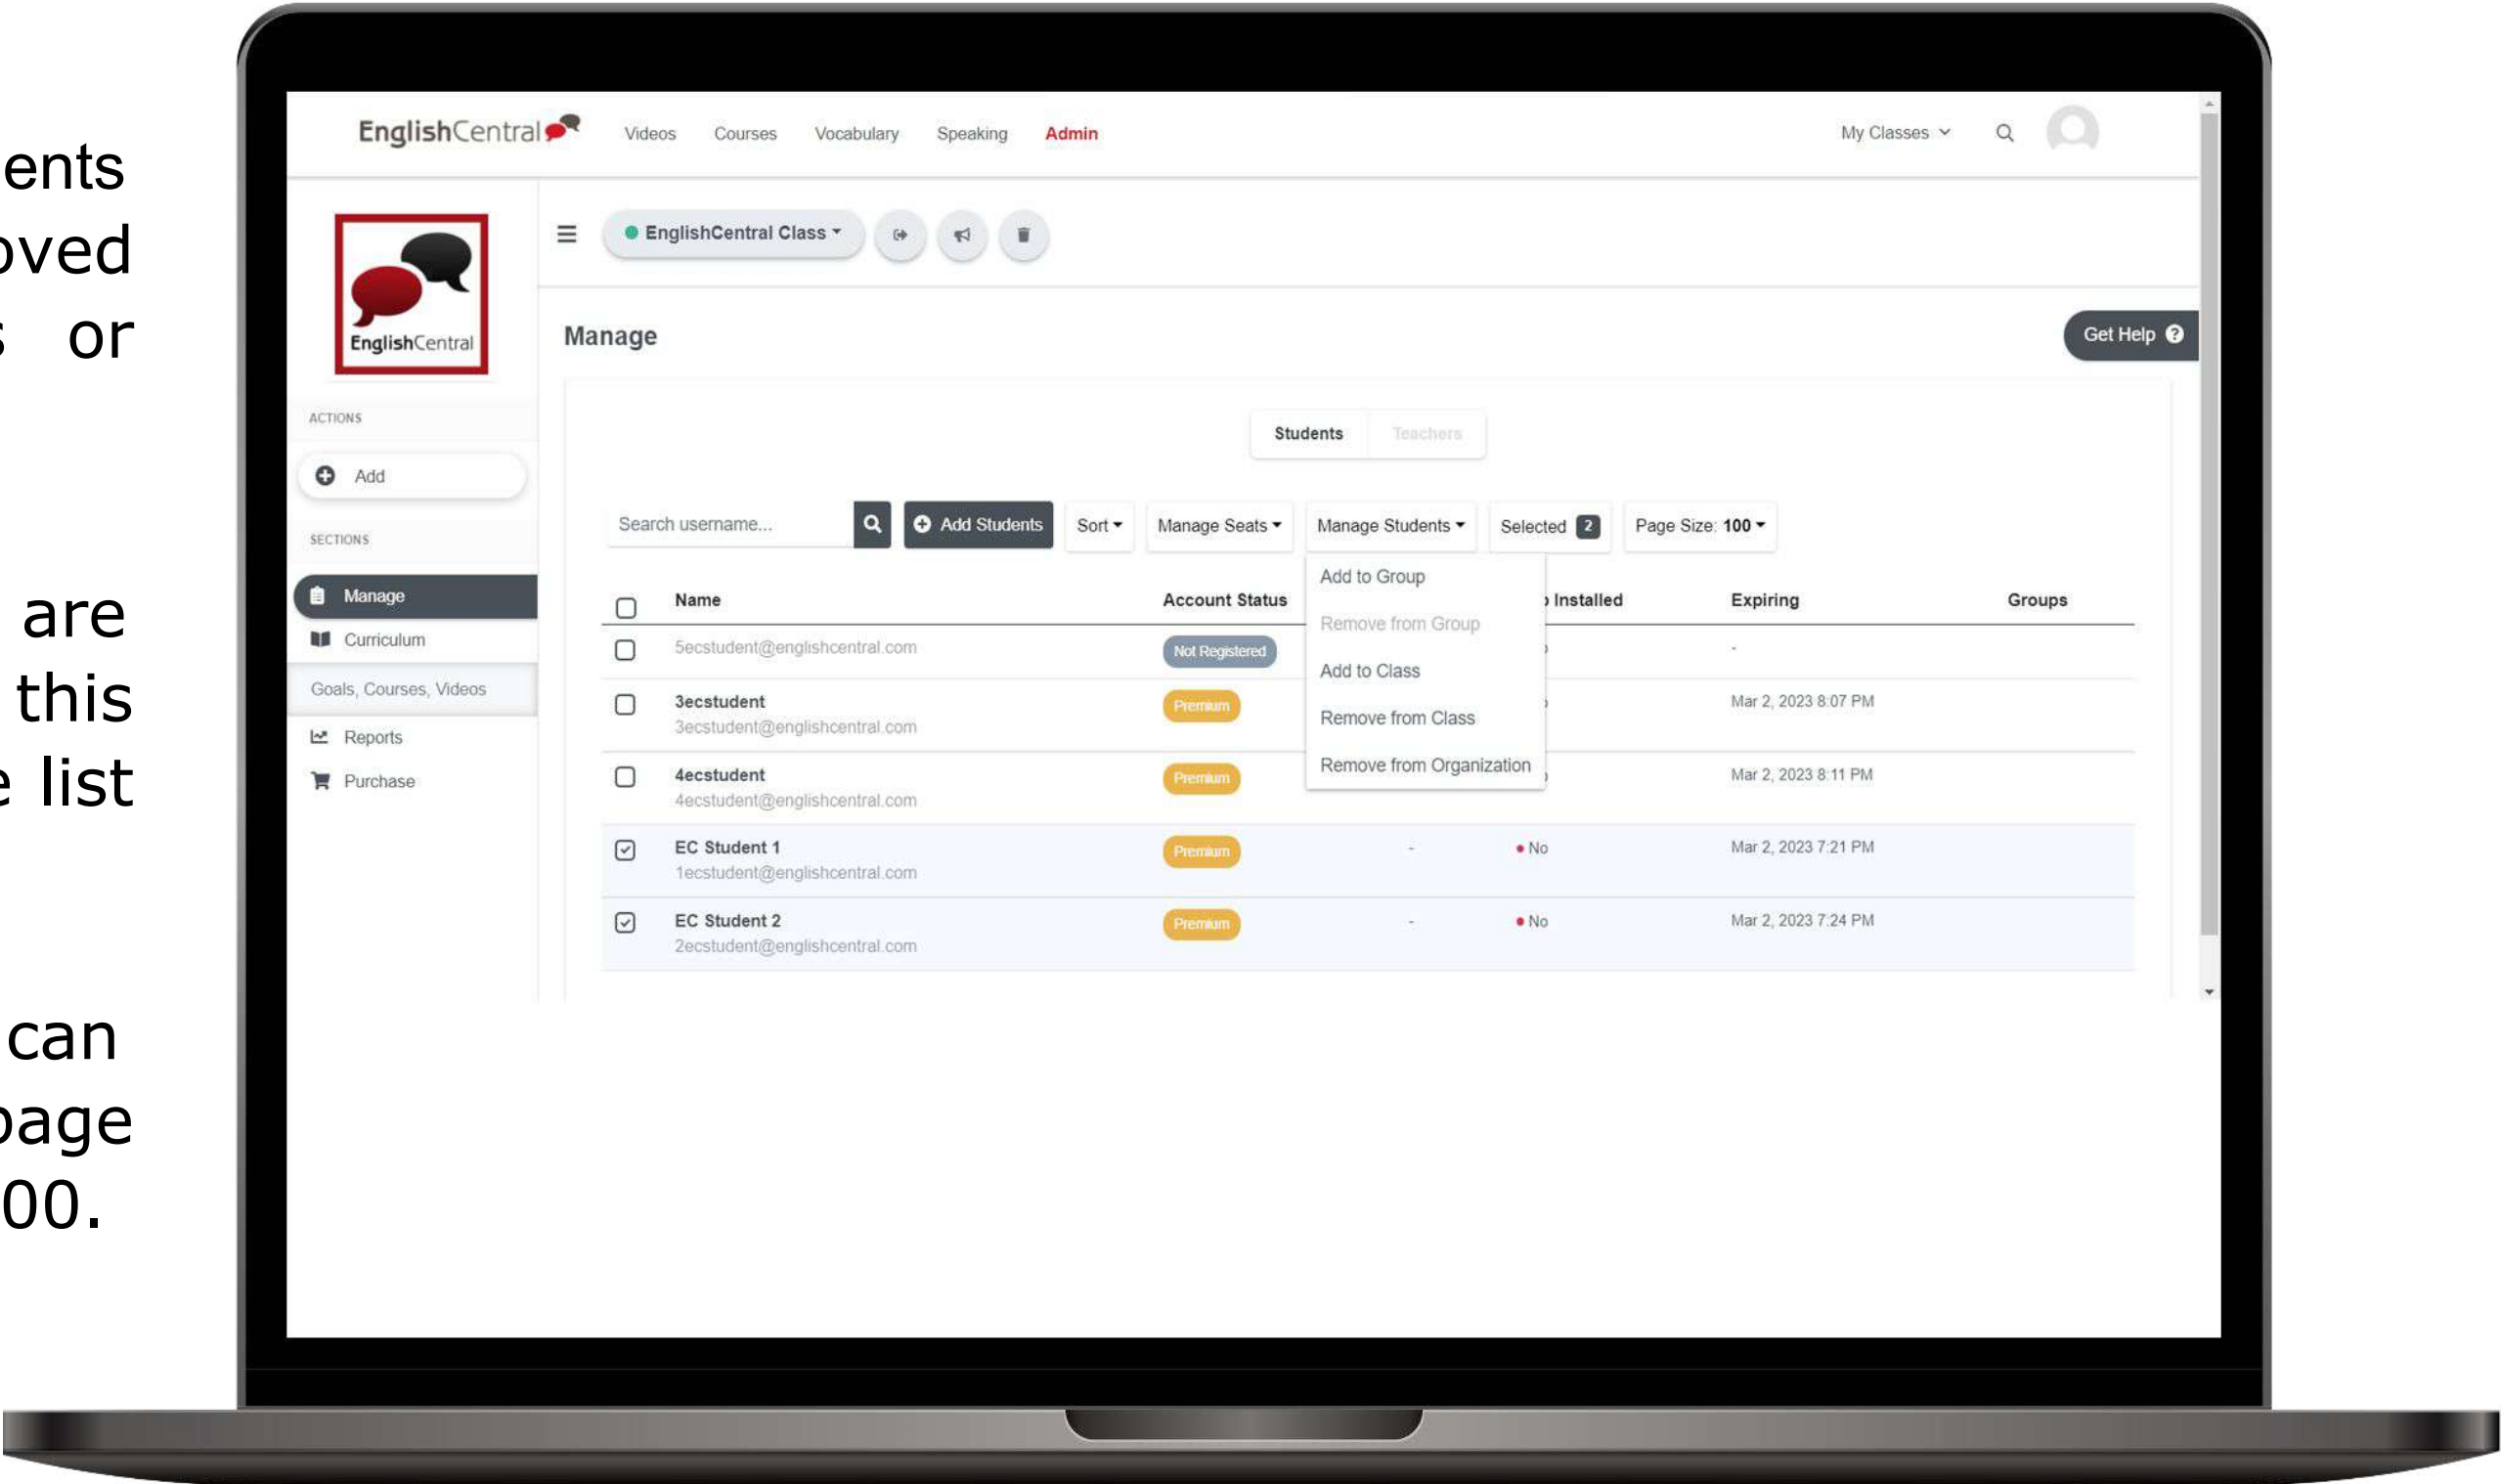 ents
oved
s or
are
this
e list
can
page
00.
EnglishCentral
Videos Courses Vocabulary Speaking Admin My Classes
EnglishCentral
EnglishCentral Class
Manage
Get Help ?
ACTIONS
Add
SECTIONS
Manage
Curriculum
Goals, Courses, Videos
Reports
Purchase
Students Teachers
Search username... Add Students Sort Manage Seats Manage Students Selected 2 Page Size: 100
Add to Group
Remove from Group
Add to Class
Remove from Class
Remove from Organization
Name Account Status Installed Expiring Groups
5ecstudent@englishcentral.com Not Registered -
3ecstudent Premium Mar 2, 2023 8:07 PM
3ecstudent@englishcentral.com
4ecstudent Premium Mar 2, 2023 8:11 PM
4ecstudent@englishcentral.com
EC Student 1 Premium - No Mar 2, 2023 7:21 PM
1ecstudent@englishcentral.com
EC Student 2 Premium - No Mar 2, 2023 7:24 PM
2ecstudent@englishcentral.com